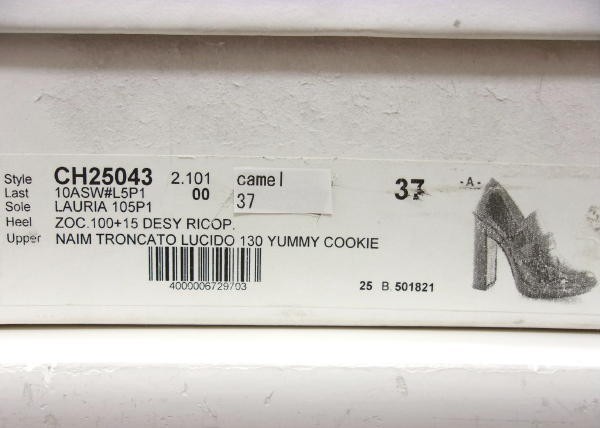 Style CH25043 2.101 camel 37 -A-
Last 10ASW#L5P1 00 37
Sole LAURIA 105P1
Heel ZOC.100+15 DESY RICOP.
Upper NAIM TRONCATO LUCIDO 130 YUMMY COOKIE
4000006729703
25 B. 501821